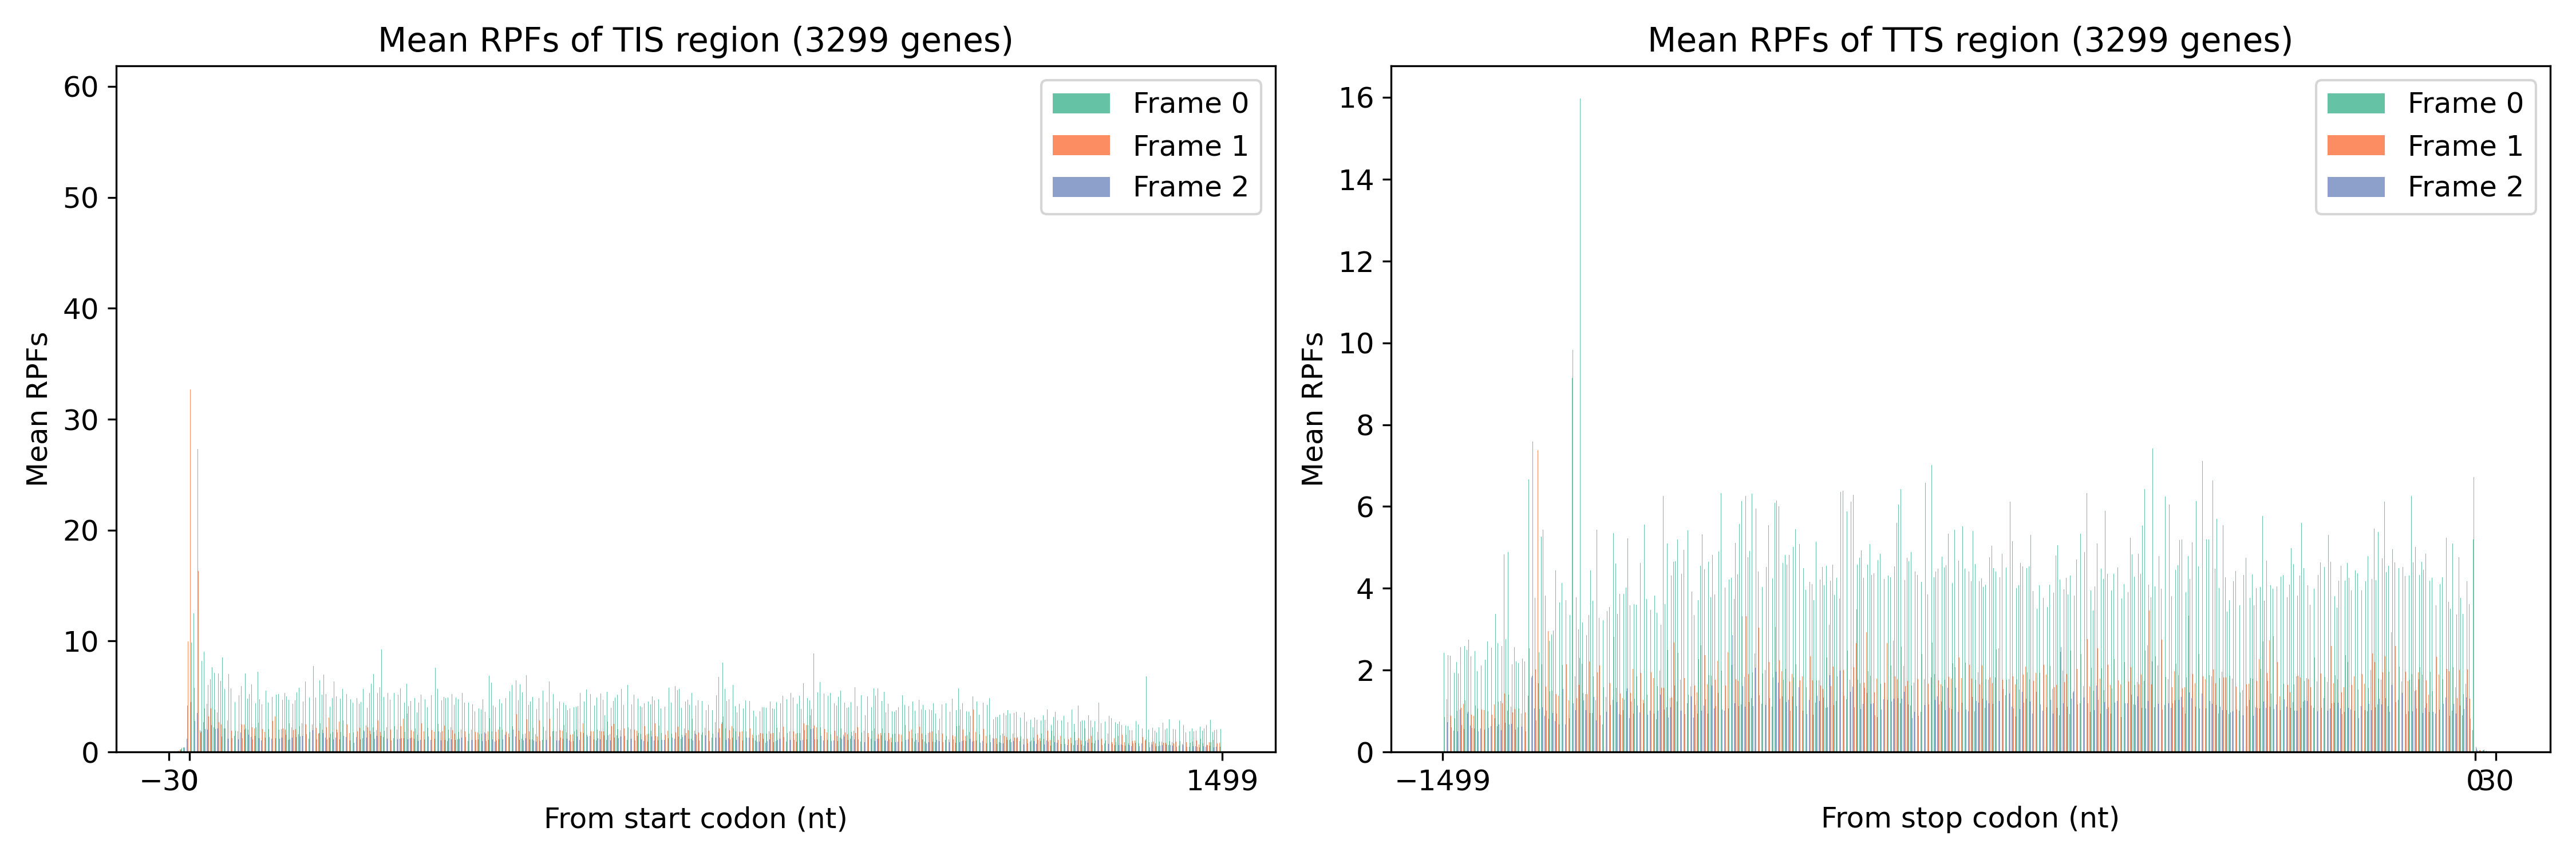 Mean RPFs of TIS region (3299 genes)
60
50
40
30
20
10
0
Mean RPFs
Frame 0
Frame 1
Frame 2
−30
0
1499
From start codon (nt)
Mean RPFs of TTS region (3299 genes)
16
14
12
10
8
6
4
2
0
Mean RPFs
Frame 0
Frame 1
Frame 2
−1499
0
30
From stop codon (nt)